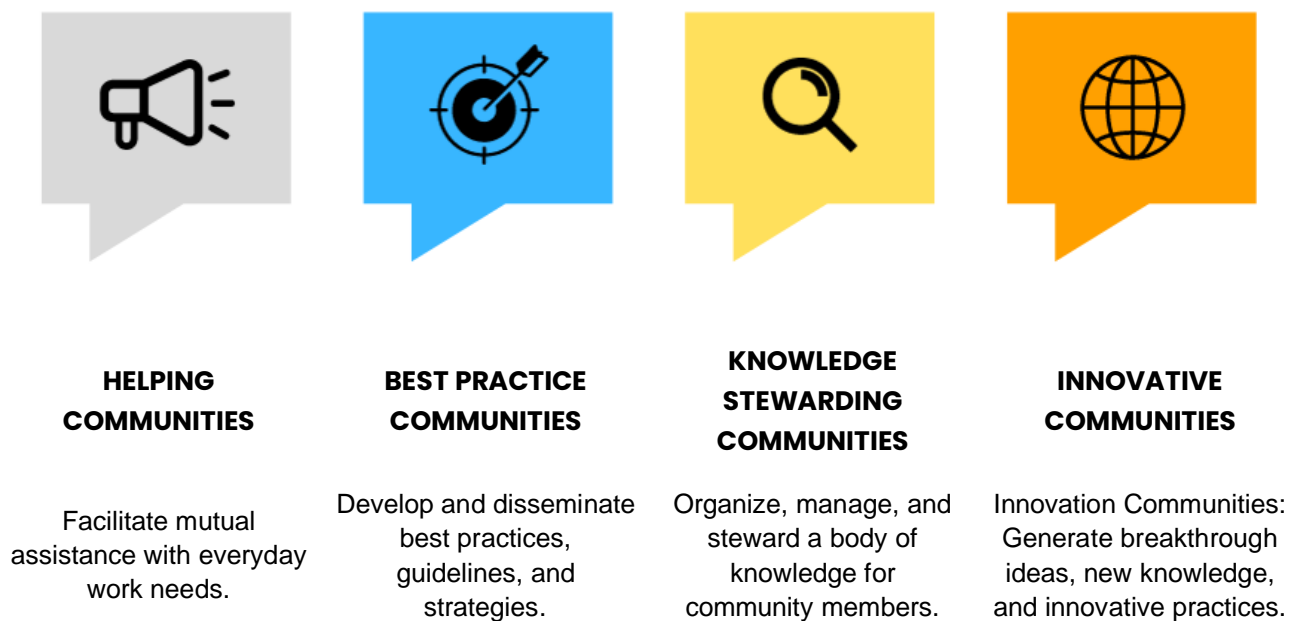 HELPING
COMMUNITIES
Facilitate mutual
assistance with everyday
work needs.
BEST PRACTICE
COMMUNITIES
Develop and disseminate
best practices,
guidelines, and
strategies.
KNOWLEDGE
STEWARDING
COMMUNITIES
Organize, manage, and
steward a body of
knowledge for
community members.
INNOVATIVE
COMMUNITIES
Innovation Communities:
Generate breakthrough
ideas, new knowledge,
and innovative practices.